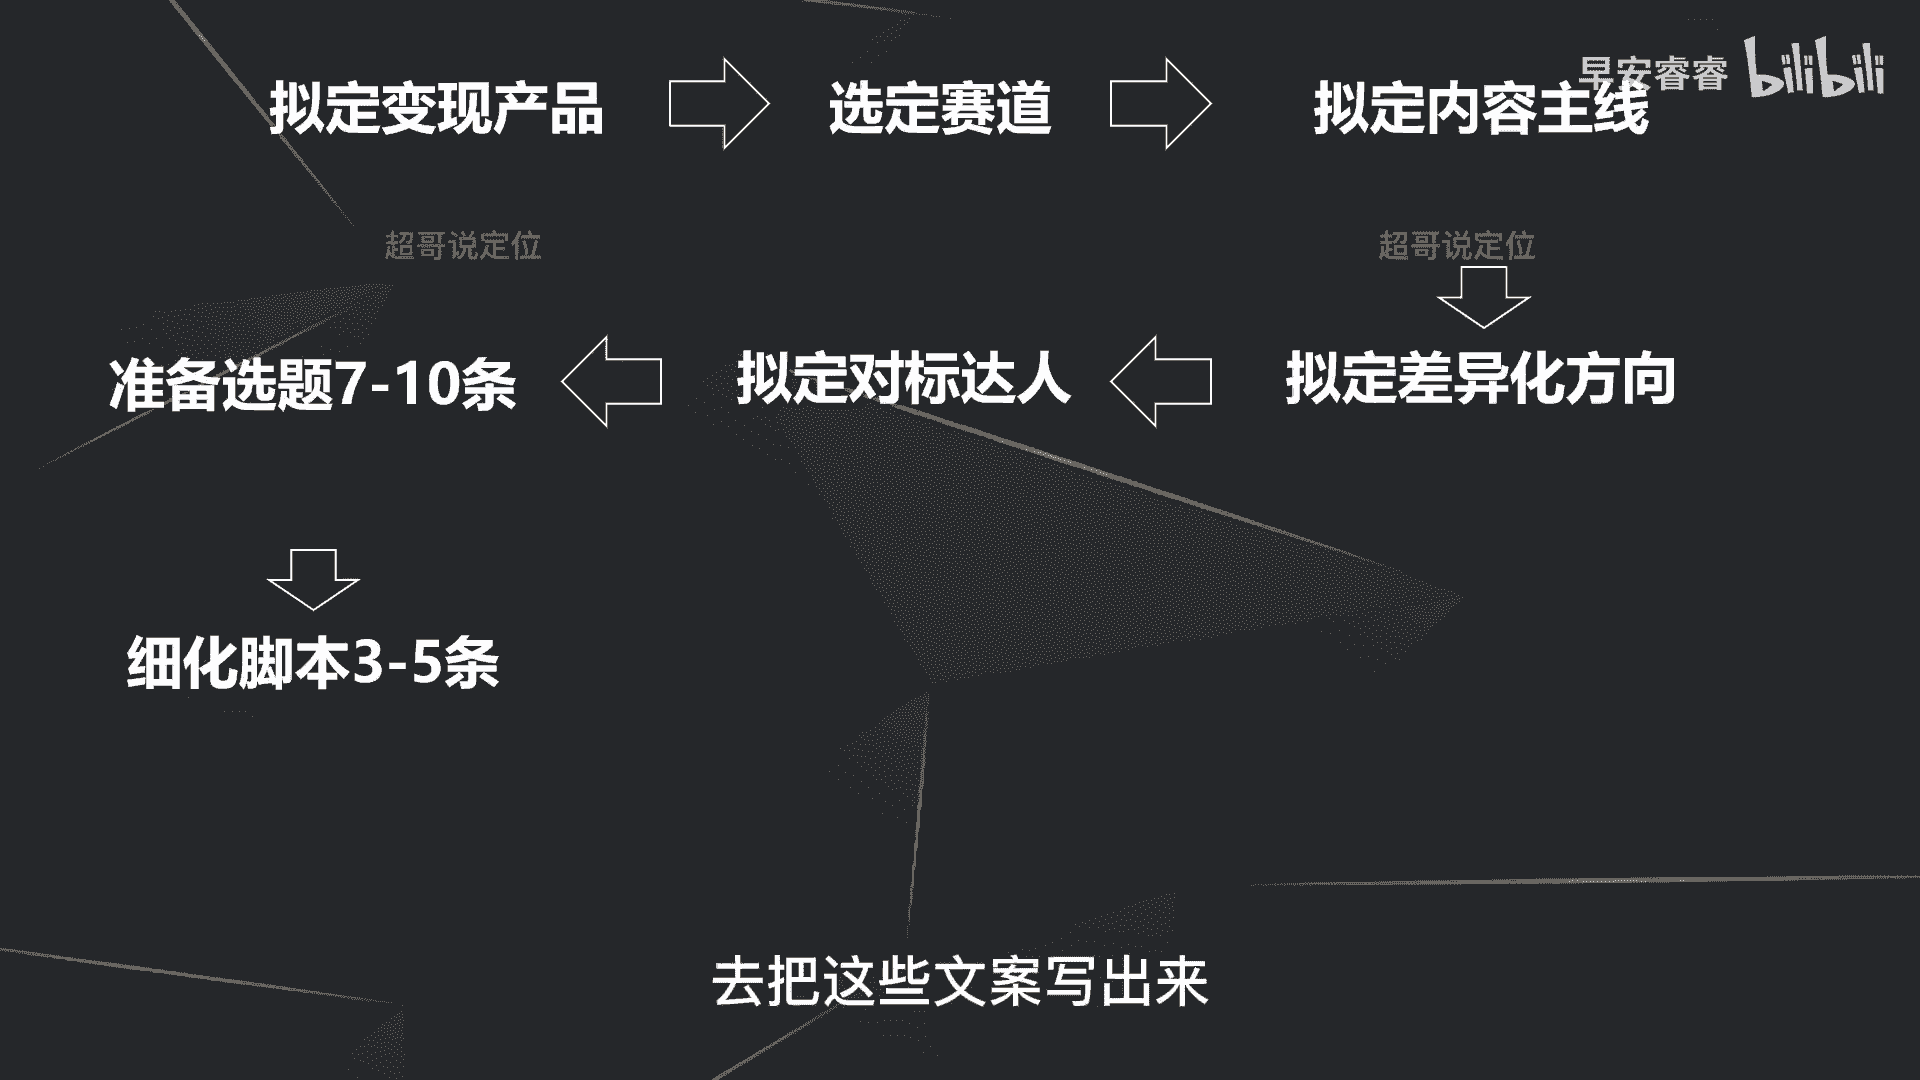 早安睿睿 bilibili
拟定变现产品
选定赛道
拟定内容主线
超哥说定位
超哥说定位
拟定差异化方向
拟定对标达人
准备选题7-10条
细化脚本3-5条
去把这些文案写出来